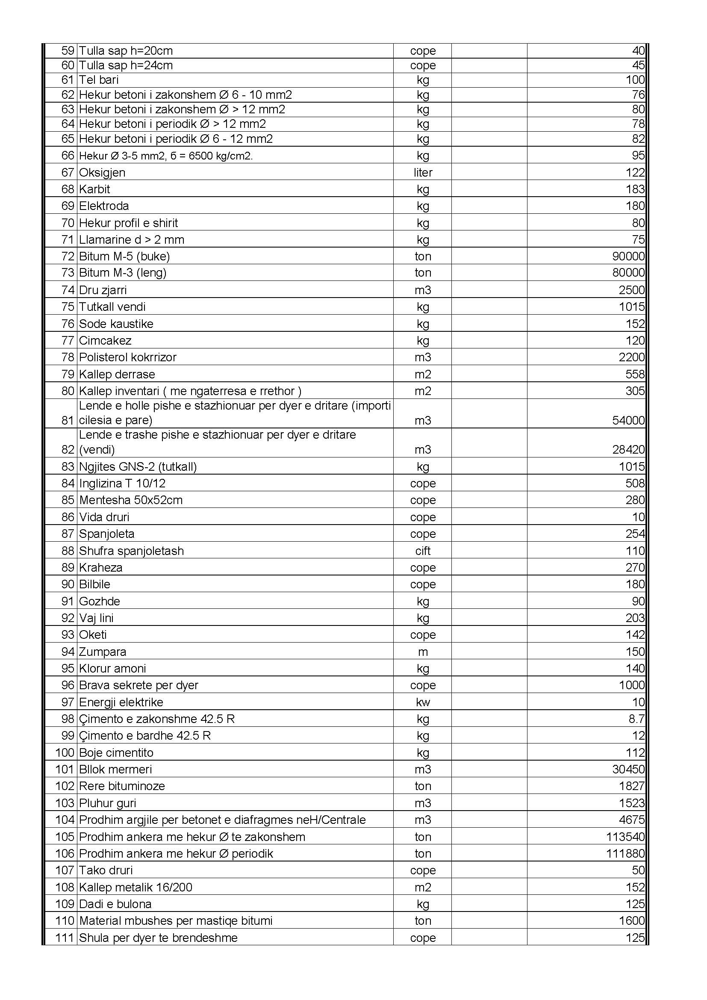 59 Tulla sap h=20cm cope 40
60 Tulla sap h=24cm cope 45
61 Tel bari kg 100
62 Hekur betoni i zakonshem Ø 6 - 10 mm2 kg 76
63 Hekur betoni i zakonshem Ø > 12 mm2 kg 80
64 Hekur betoni i periodik Ø > 12 mm2 kg 78
65 Hekur betoni i periodik Ø 6 - 12 mm2 kg 82
66 Hekur Ø 3-5 mm2, б = 6500 kg/cm2. kg 95
67 Oksigjen liter 122
68 Karbit kg 183
69 Elektroda kg 180
70 Hekur profil e shirit kg 80
71 Llamarine d > 2 mm kg 75
72 Bitum M-5 (buke) ton 90000
73 Bitum M-3 (leng) ton 80000
74 Dru zjarri m3 2500
75 Tutkall vendi kg 1015
76 Sode kaustike kg 152
77 Cimcakez kg 120
78 Polisterol kokrrizor m3 2200
79 Kallep derrase m2 558
80 Kallep inventari ( me ngaterresa e rrethor ) m2 305
Lende e holle pishe e stazhionuar per dyer e dritare (importi
81 cilesia e pare) m3 54000
Lende e trashe pishe e stazhionuar per dyer e dritare
82 (vendi) m3 28420
83 Ngjites GNS-2 (tutkall) kg 1015
84 Inglizina T 10/12 cope 508
85 Mentesha 50x52cm cope 280
86 Vida druri cope 10
87 Spanjoleta cope 254
88 Shufra spanjoletash cift 110
89 Kraheza cope 270
90 Bilbile cope 180
91 Gozhde kg 90
92 Vaj lini kg 203
93 Oketi cope 142
94 Zumpara m 150
95 Klorur amoni kg 140
96 Brava sekrete per dyer cope 1000
97 Energji elektrike kw 10
98 Çimento e zakonshme 42.5 R kg 8.7
99 Çimento e bardhe 42.5 R kg 12
100 Boje cimentito kg 112
101 Bllok mermeri m3 30450
102 Rere bituminoze ton 1827
103 Pluhur guri m3 1523
104 Prodhim argjile per betonet e diafragmes neH/Centrale m3 4675
105 Prodhim ankera me hekur Ø te zakonshem ton 113540
106 Prodhim ankera me hekur Ø periodik ton 111880
107 Tako druri cope 50
108 Kallep metalik 16/200 m2 152
109 Dadi e bulona kg 125
110 Material mbushes per mastiqe bitumi ton 1600
111 Shula per dyer te brendeshme cope 125